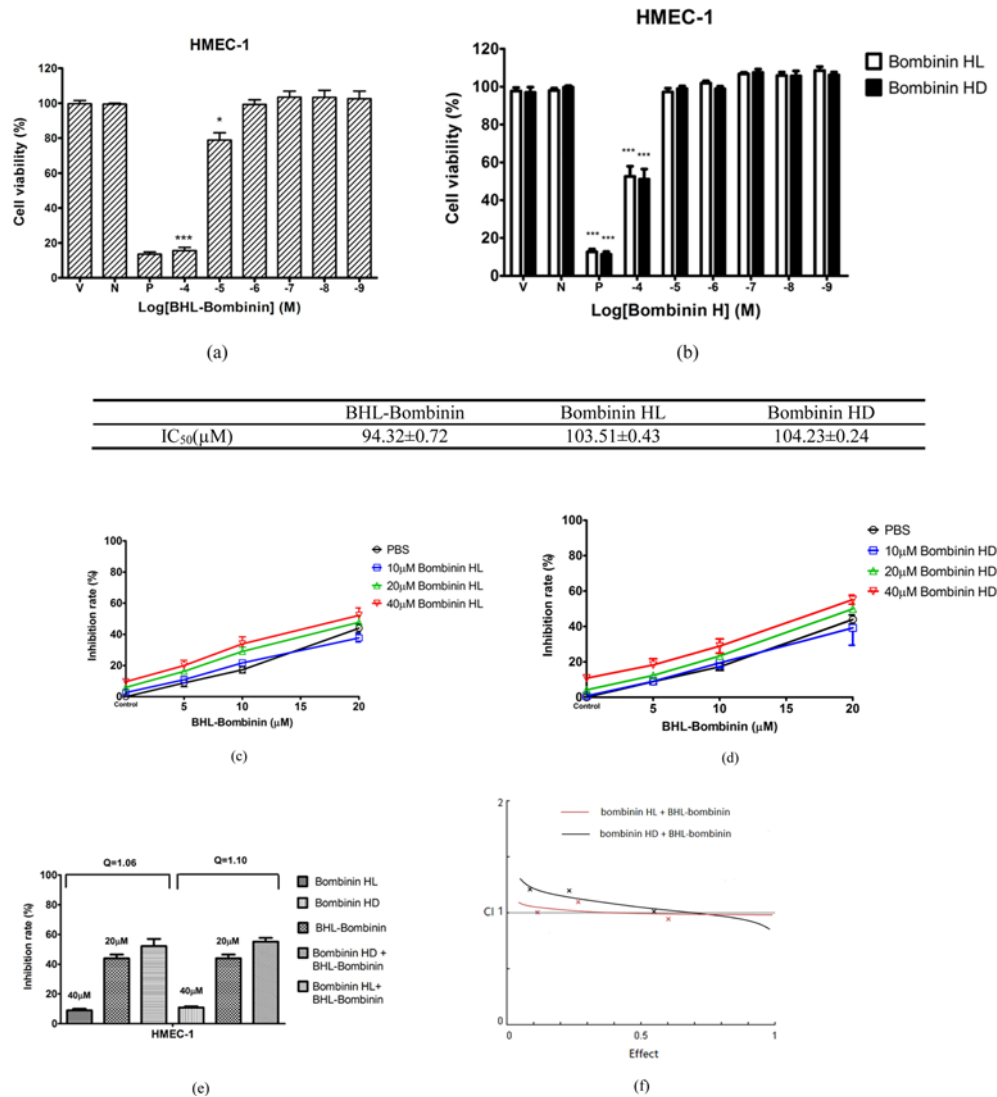 HMEC-1
Cell viability (%)
120
100
80
60
40
20
0
*
***
V N P -4 -5 -6 -7 -8 -9
Log[BHL-Bombinin] (M)
(a)
HMEC-1
Cell viability (%)
120
100
80
60
40
20
0
Bombinin HL
Bombinin HD
*** ***
*** ***
V N P -4 -5 -6 -7 -8 -9
Log[Bombinin H] (M)
(b)
BHL-Bombinin Bombinin HL Bombinin HD
IC50(μM) 94.32±0.72 103.51±0.43 104.23±0.24
Inhibition rate (%)
100
80
60
40
20
0
PBS
10μM Bombinin HL
20μM Bombinin HL
40μM Bombinin HL
Control 5 10 15 20
BHL-Bombinin (μM)
(c)
Inhibition rate (%)
100
80
60
40
20
0
PBS
10μM Bombinin HD
20μM Bombinin HD
40μM Bombinin HD
Control 5 10 15 20
BHL-Bombinin (μM)
(d)
Inhibition rate (%)
100
80
60
40
20
0
Q=1.06 Q=1.10
40μM 20μM 40μM 20μM
HMEC-1
Bombinin HL
Bombinin HD
BHL-Bombinin
Bombinin HD +
BHL-Bombinin
Bombinin HL+
BHL-Bombinin
(e)
2
bombinin HL + BHL-bombinin
bombinin HD + BHL-bombinin
CI 1
0
0 0.5 1
Effect
(f)